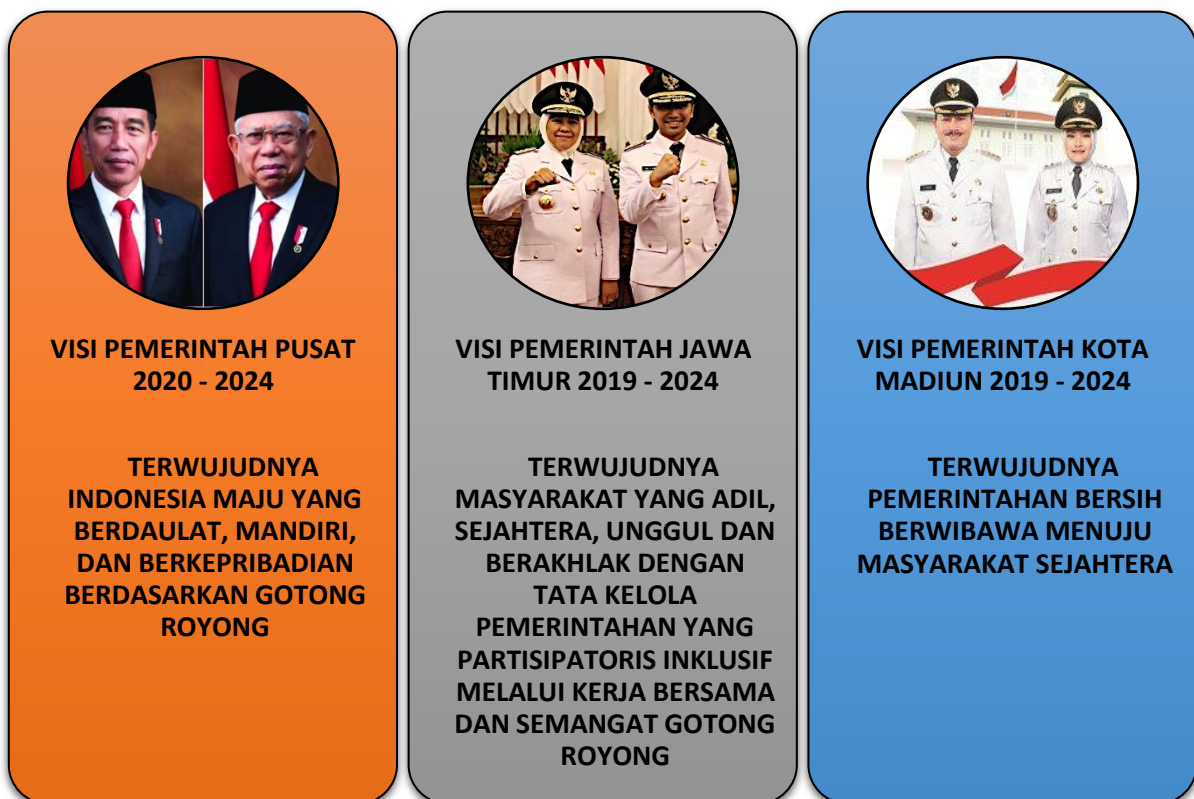 VISI PEMERINTAH PUSAT
2020 - 2024
TERWUJUDNYA
INDONESIA MAJU YANG
BERDAULAT, MANDIRI,
DAN BERKEPRIBADIAN
BERDASARKAN GOTONG
ROYONG
VISI PEMERINTAH JAWA
TIMUR 2019 - 2024
TERWUJUDNYA
MASYARAKAT YANG ADIL,
SEJAHTERA, UNGGUL DAN
BERAKHLAK DENGAN
TATA KELOLA
PEMERINTAHAN YANG
PARTISIPATORIS INKLUSIF
MELALUI KERJA BERSAMA
DAN SEMANGAT GOTONG
ROYONG
VISI PEMERINTAH KOTA
MADIUN 2019 - 2024
TERWUJUDNYA
PEMERINTAHAN BERSIH
BERWIBAWA MENUJU
MASYARAKAT SEJAHTERA